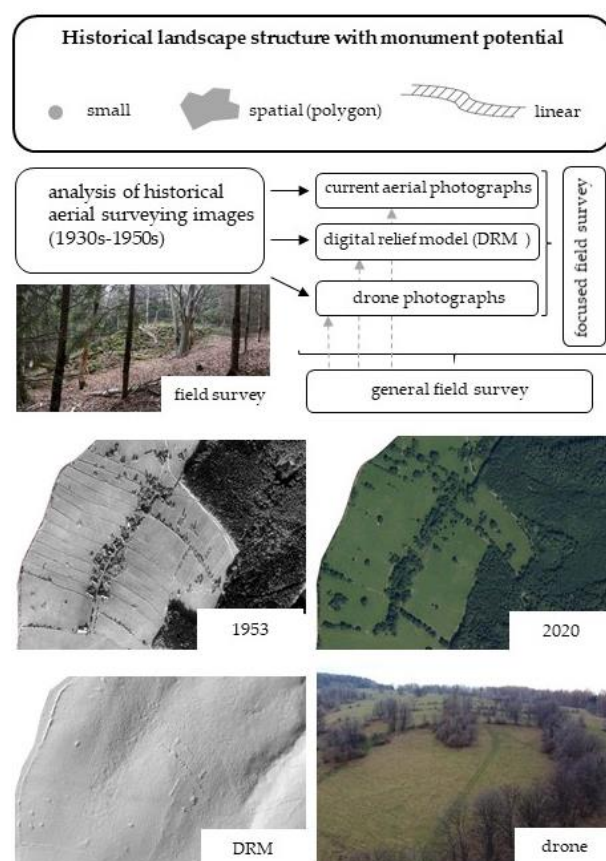 Historical landscape structure with monument potential
small
spatial (polygon)
linear
analysis of historical
aerial surveying images
(1930s-1950s)
current aerial photographs
digital relief model (DRM )
drone photographs
focused field survey
field survey
general field survey
1953
2020
DRM
drone